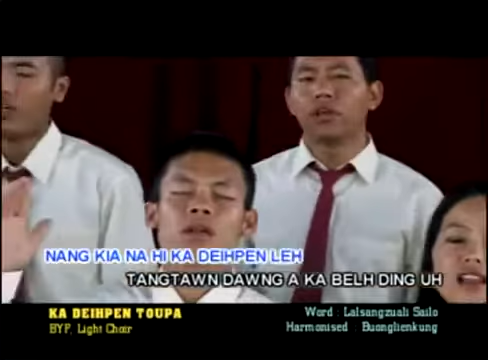 NANG KIA NA HI KA DEIHPEN LEH
TANGTAWN DAWNG A KA BELH DING UH
KA DEIHPEN TOUPA
BYF, Light Choir
Word : Lalsangzuali Sailo
Harmonised : Buonglienkung